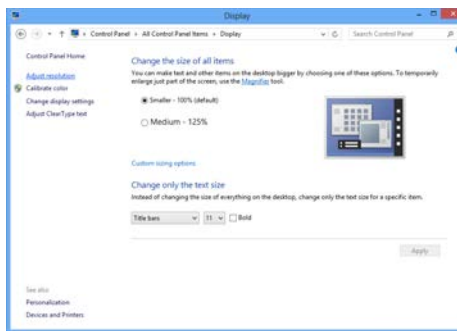 Display
Control Panel ▸ All Control Panel Items ▸ Display
Search Control Panel
Control Panel Home
Adjust resolution
Calibrate color
Change display settings
Adjust ClearType text
Change the size of all items
You can make text and other items on the desktop bigger by choosing one of these options. To temporarily
enlarge just part of the screen, use the Magnifier tool.
Smaller - 100% (default)
Medium - 125%
Custom sizing options
Change only the text size
Instead of changing the size of everything on the desktop, change only the text size for a specific item.
Title bars 11 Bold
Apply
See also
Personalization
Devices and Printers